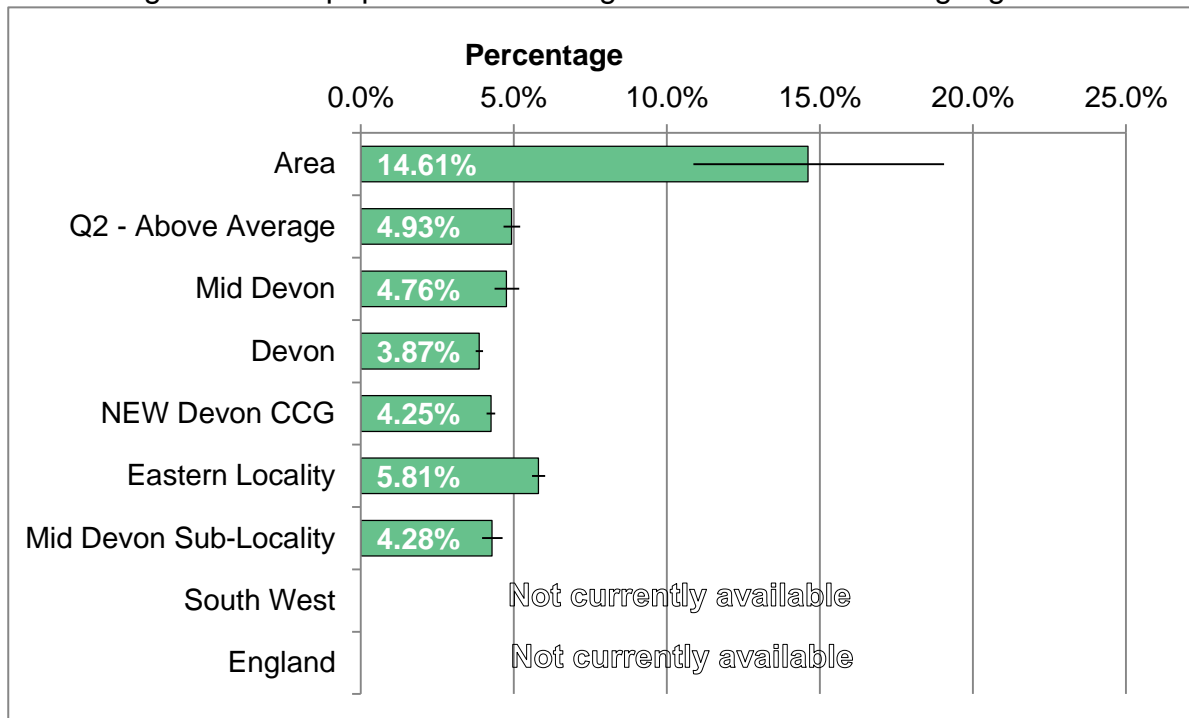 Percentage
0.0% 5.0% 10.0% 15.0% 20.0% 25.0%
Area 14.61%
Q2 - Above Average 4.93%
Mid Devon 4.76%
Devon 3.87%
NEW Devon CCG 4.25%
Eastern Locality 5.81%
Mid Devon Sub-Locality 4.28%
South West Not currently available
England Not currently available